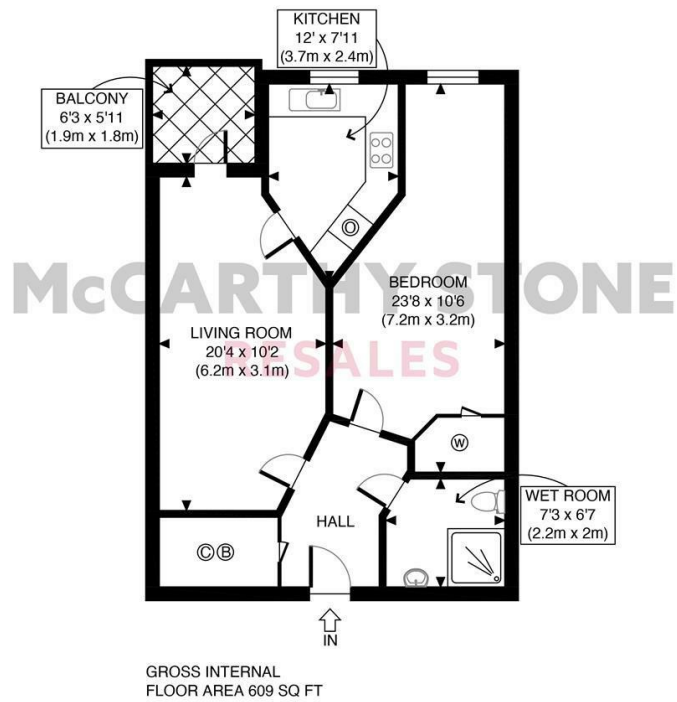 KITCHEN
12' x 7'11
(3.7m x 2.4m)
BALCONY
6'3 x 5'11
(1.9m x 1.8m)
McCARTHY STONE
RESALES
BEDROOM
23'8 x 10'6
(7.2m x 3.2m)
LIVING ROOM
20'4 x 10'2
(6.2m x 3.1m)
W
WET ROOM
7'3 x 6'7
(2.2m x 2m)
HALL
C B
O
IN
GROSS INTERNAL
FLOOR AREA 609 SQ FT